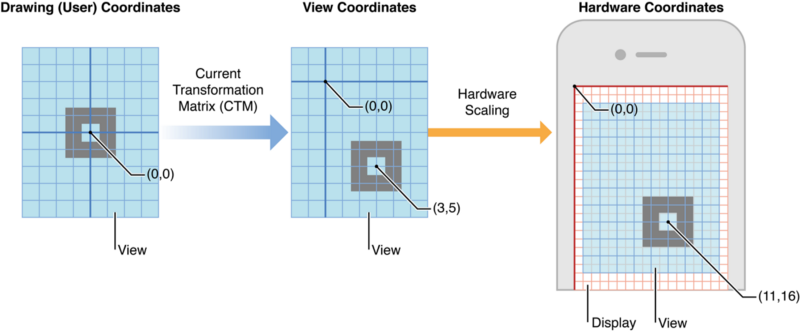 Drawing (User) Coordinates
View Coordinates
Hardware Coordinates
Current
Transformation
Matrix (CTM)
Hardware
Scaling
(0,0)
(0,0)
(0,0)
(3,5)
(11,16)
View
View
Display
View